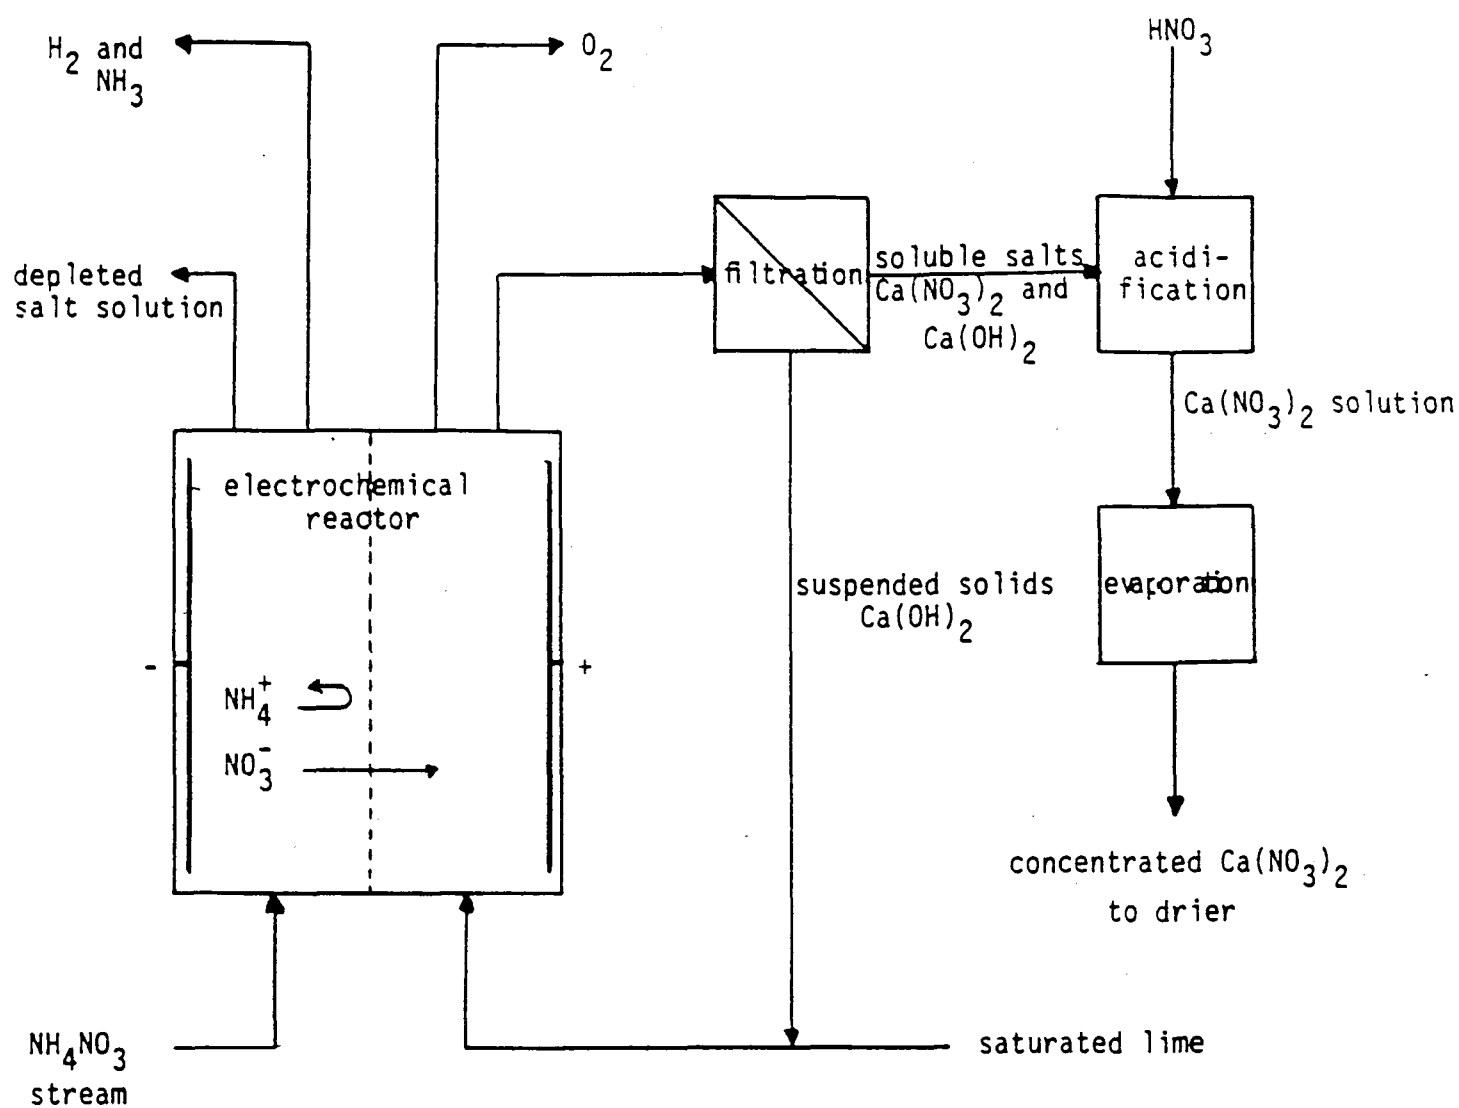 H2 and
NH3
O2
HNO3
depleted
salt solution
filtration
soluble salts
Ca(NO3)2 and
Ca(OH)2
acidi-
fication
Ca(NO3)2 solution
electrochemical
reactor
suspended solids
Ca(OH)2
evaporation
-
+
NH4+
NO3-
concentrated Ca(NO3)2
to drier
NH4NO3
stream
saturated lime